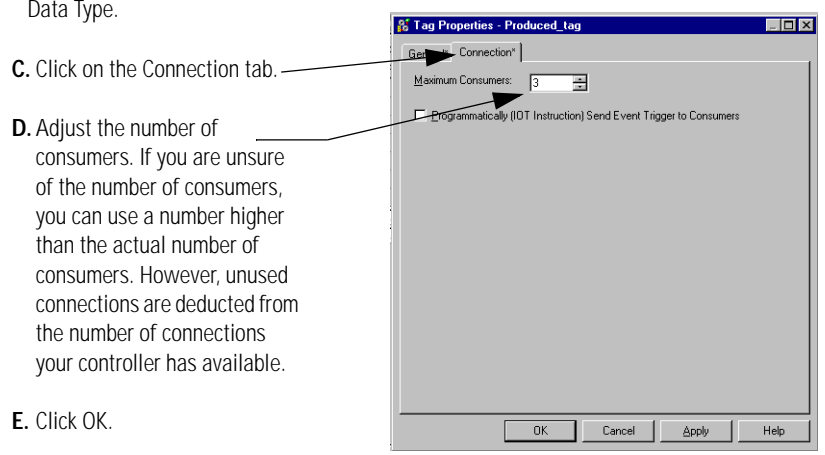 Data Type.
C. Click on the Connection tab.
D. Adjust the number of
consumers. If you are unsure
of the number of consumers,
you can use a number higher
than the actual number of
consumers. However, unused
connections are deducted from
the number of connections
your controller has available.
E. Click OK.
Tag Properties - Produced_tag
Connection*
Maximum Consumers: 3
Programmatically (IOT Instruction) Send Event Trigger to Consumers
OK Cancel Apply Help